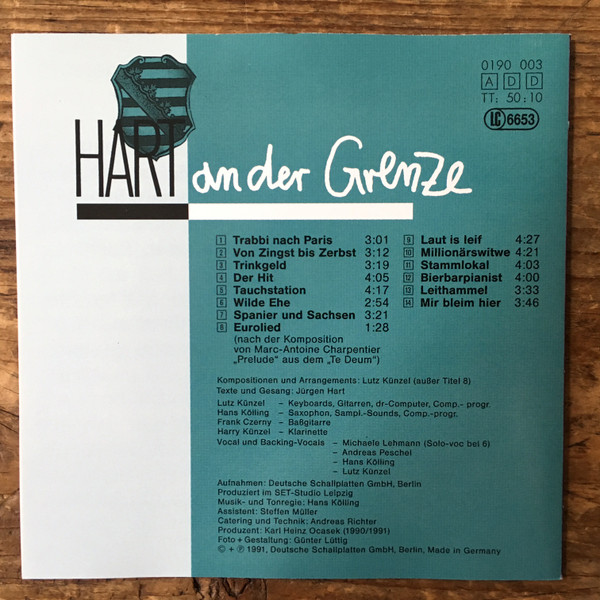 0190 003
A D D
TT: 50:10
LC 6653
HART an der Grenze
1 Trabbi nach Paris 3:01
2 Von Zingst bis Zerbst 3:12
3 Trinkgeld 3:19
4 Der Hit 4:05
5 Tauchstation 4:17
6 Wilde Ehe 2:54
7 Spanier und Sachsen 3:21
8 Eurolied 1:28
(nach der Komposition
von Marc-Antoine Charpentier
„Prelude" aus dem „Te Deum")
9 Laut is leif 4:27
10 Millionärswitwe 4:21
11 Stammlokal 4:03
12 Bierbarpianist 4:00
13 Leithammel 3:33
14 Mir bleim hier 3:46
Kompositionen und Arrangements: Lutz Künzel (außer Titel 8)
Texte und Gesang: Jürgen Hart
Lutz Künzel – Keyboards, Gitarren, dr-Computer, Comp.- progr.
Hans Kölling – Saxophon, Sampl.-Sounds, Comp.-progr.
Frank Czerny – Baßgitarre
Harry Künzel – Klarinette
Vocal und Backing-Vocals – Michaele Lehmann (Solo-voc bei 6)
– Andreas Peschel
– Hans Kölling
– Lutz Künzel
Aufnahmen: Deutsche Schallplatten GmbH, Berlin
Produziert im SET-Studio Leipzig
Musik- und Tonregie: Hans Kölling
Assistent: Steffen Müller
Catering und Technik: Andreas Richter
Produzent: Karl Heinz Ocasek (1990/1991)
Foto + Gestaltung: Günter Lüttig
© + ℗ 1991, Deutsche Schallplatten GmbH, Berlin, Made in Germany